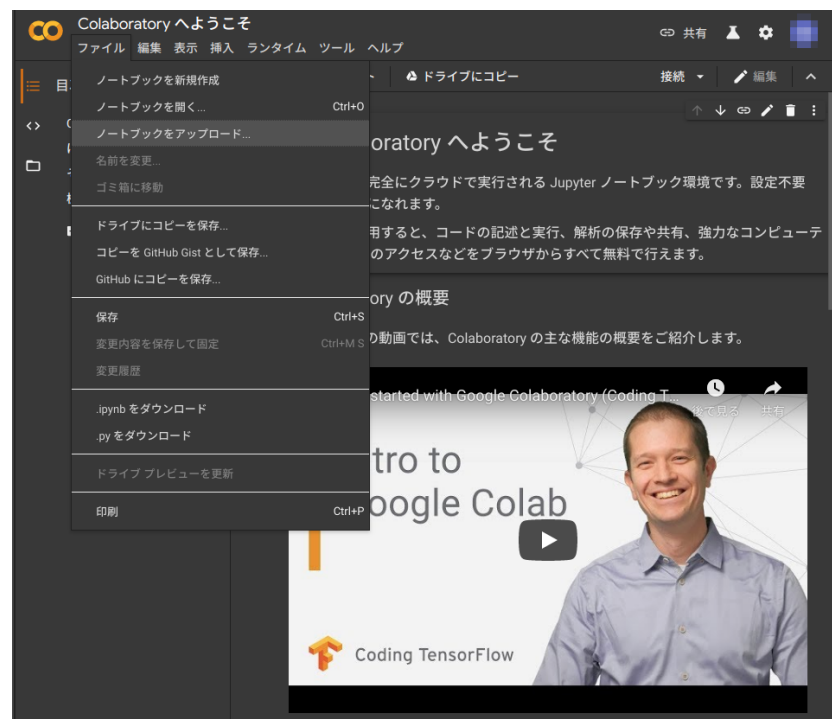 Colaboratory へようこそ
ファイル 編集 表示 挿入 ランタイム ツール ヘルプ
共有
ノートブックを新規作成
ノートブックを開く... Ctrl+O
ノートブックをアップロード...
名前を変更...
ゴミ箱に移動
ドライブにコピーを保存...
コピーを GitHub Gist として保存...
GitHub にコピーを保存...
保存 Ctrl+S
変更内容を保存して固定 Ctrl+M S
変更履歴
.ipynb をダウンロード
.py をダウンロード
ドライブ プレビューを更新
印刷 Ctrl+P
目
ドライブにコピー
接続
編集
oratory へようこそ
完全にクラウドで実行される Jupyter ノートブック環境です。設定不要
になれます。
用すると、コードの記述と実行、解析の保存や共有、強力なコンピューテ
のアクセスなどをブラウザからすべて無料で行えます。
ory の概要
の動画では、Colaboratory の主な機能の概要をご紹介します。
started with Google Colaboratory (Coding T...
後で見る 共有
tro to
oogle Colab
Coding TensorFlow